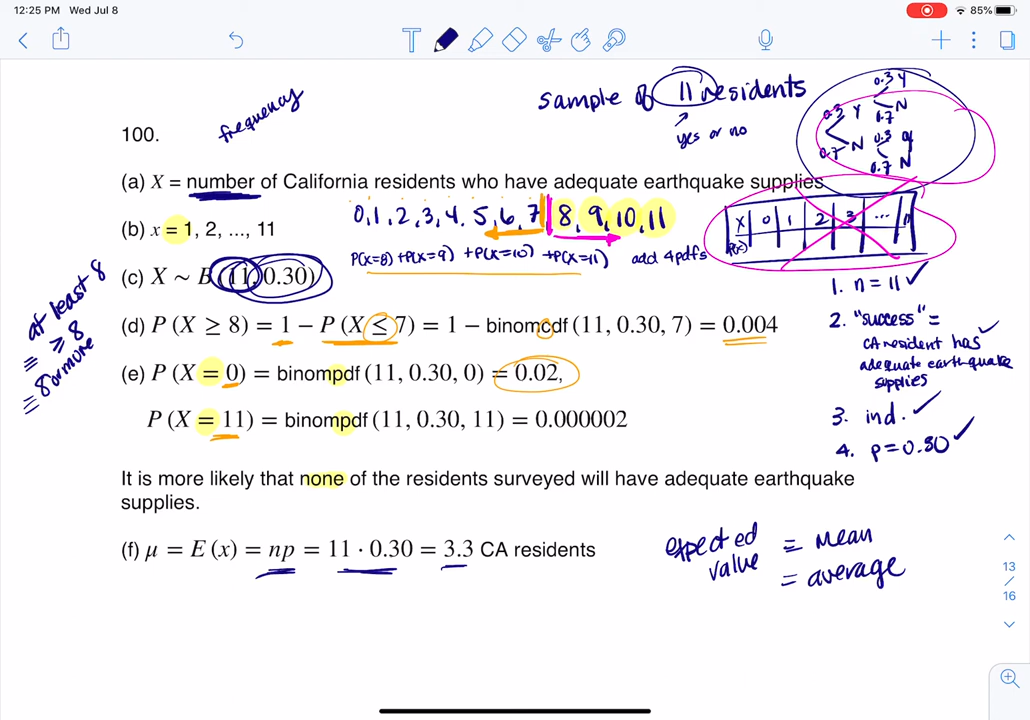 12:25 PM Wed Jul 8
85%
T
sample of 11 residents
yes or no
0.3 Y
0.3 Y N
0.7
0.7 N 0.3 Y
0.7 N
frequency
100.
(a) X = number of California residents who have adequate earthquake supplies
0,1,2,3,4,5,6,7,8,9,10,11
(b) x = 1, 2, ..., 11
X 0 1 2 3 ... 11
P(x)
P(X=8) +P(X=9) +P(X=10) +P(X=11) add 4 pdfs
(c) X ~ B(11, 0.30)
1. n = 11 ✓
at least 8
≡ ≥ 8
≡ 8 or more
(d) P (X ≥ 8) = 1 − P (X ≤ 7) = 1 − binomcdf (11, 0.30, 7) = 0.004
2. "success" =
CA resident has ✓
adequate earthquake
supplies
(e) P (X = 0) = binompdf (11, 0.30, 0) = 0.02,
P (X = 11) = binompdf (11, 0.30, 11) = 0.000002
3. ind. ✓
4. p=0.30 ✓
It is more likely that none of the residents surveyed will have adequate earthquake
supplies.
(f) μ = E (x) = np = 11 · 0.30 = 3.3 CA residents
expected = mean
value = average
13
/
16